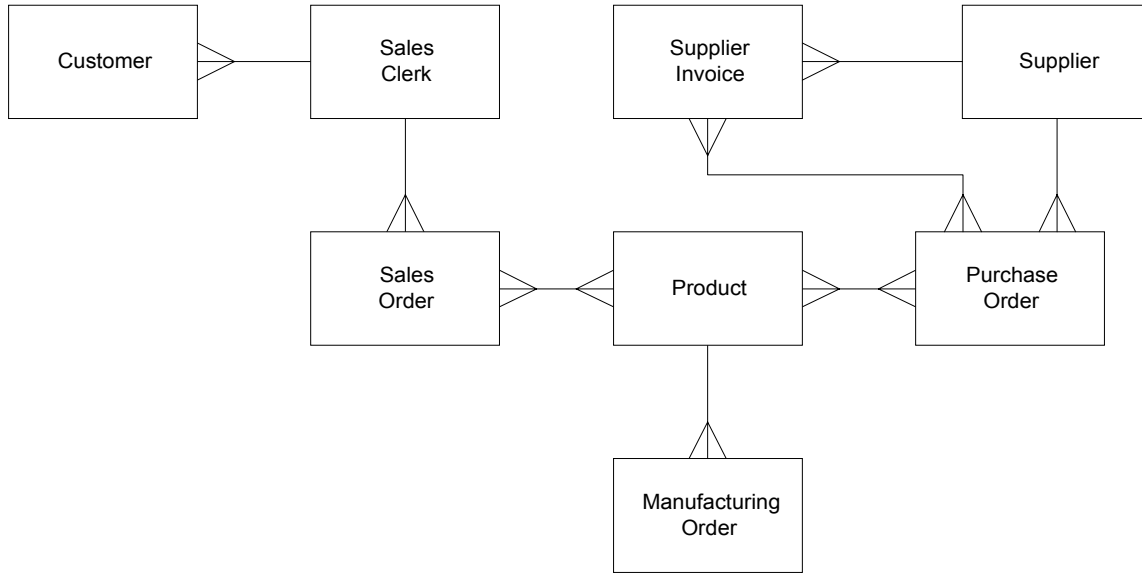 Customer
Sales
Clerk
Supplier
Invoice
Supplier
Sales
Order
Product
Purchase
Order
Manufacturing
Order